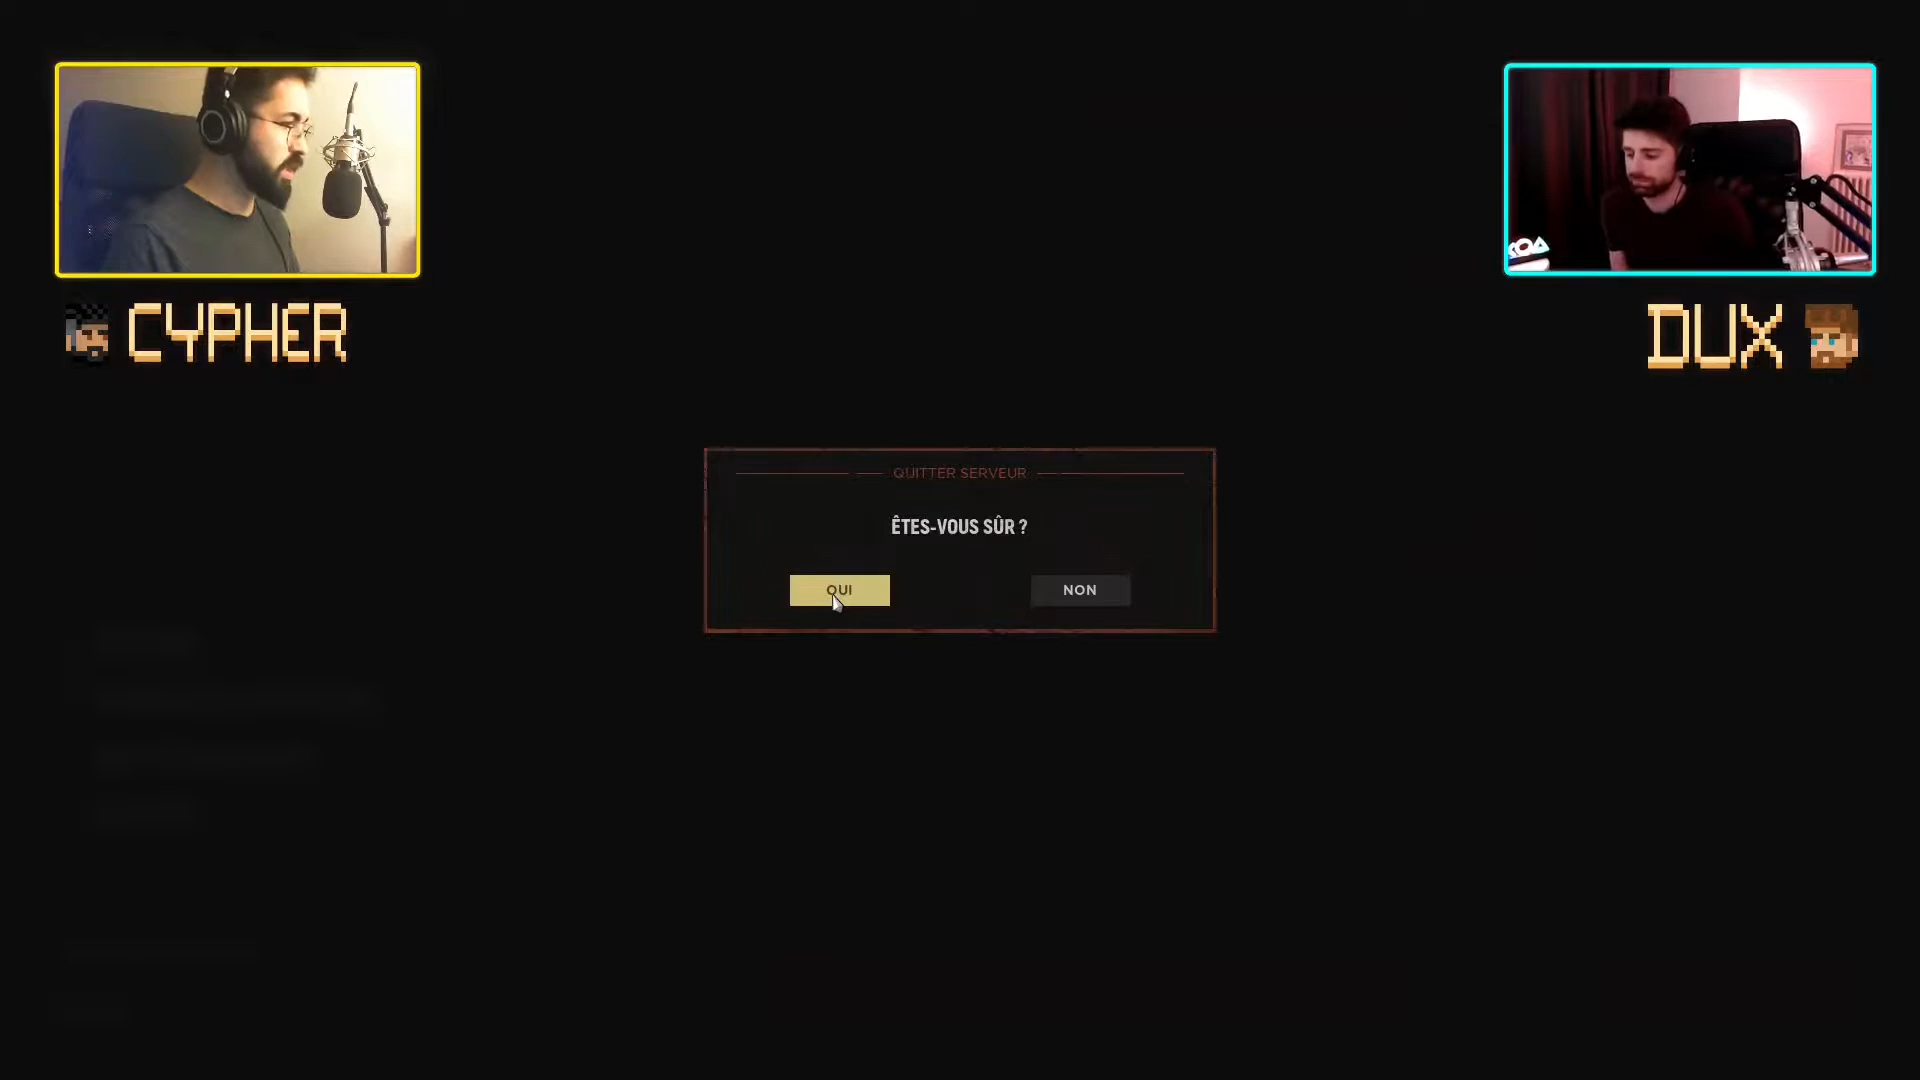 CYPHER
DUX
QUITTER SERVEUR
ÊTES-VOUS SÛR ?
OUI
NON